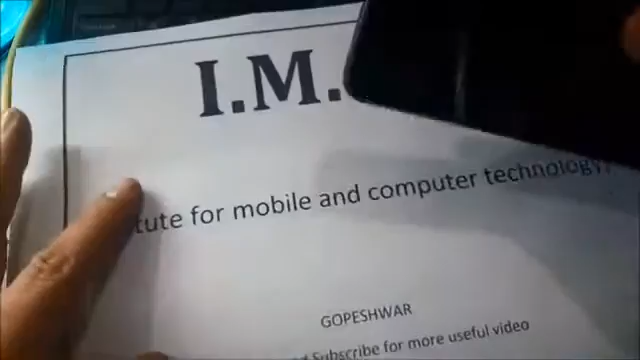 I.M.
tute for mobile and computer technology,
GOPESHWAR
Subscribe for more useful video